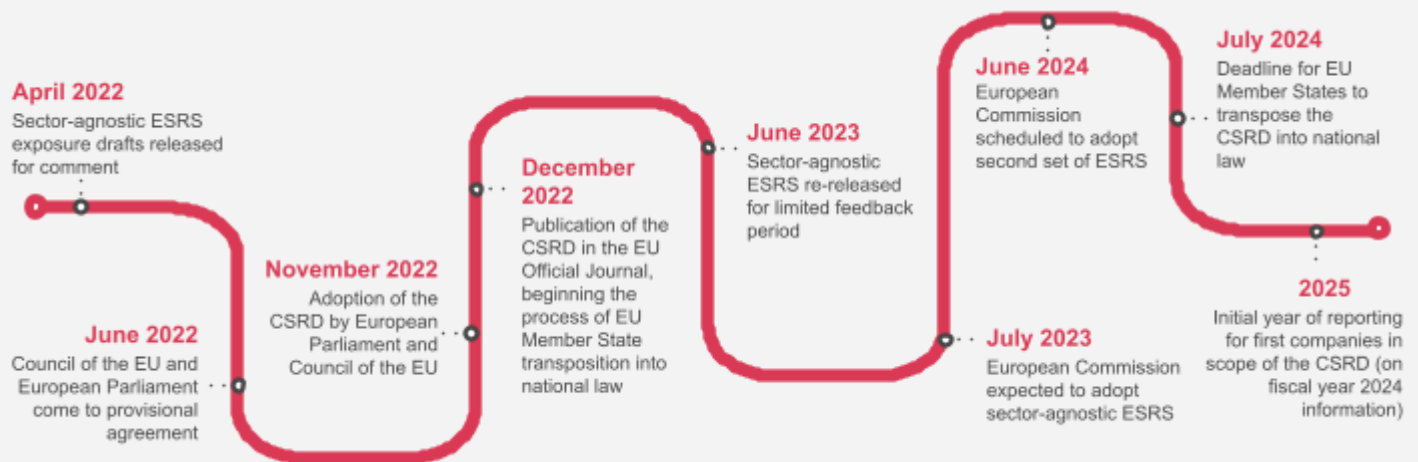 April 2022
Sector-agnostic ESRS
exposure drafts released
for comment
June 2022
Council of the EU and
European Parliament
come to provisional
agreement
November 2022
Adoption of the
CSRD by European
Parliament and
Council of the EU
December
2022
Publication of the
CSRD in the EU
Official Journal,
beginning the
process of EU
Member State
transposition into
national law
June 2023
Sector-agnostic
ESRS re-released
for limited feedback
period
July 2023
European Commission
expected to adopt
sector-agnostic ESRS
June 2024
European
Commission
scheduled to adopt
second set of ESRS
July 2024
Deadline for EU
Member States to
transpose the
CSRD into national
law
2025
Initial year of reporting
for first companies in
scope of the CSRD (on
fiscal year 2024
information)